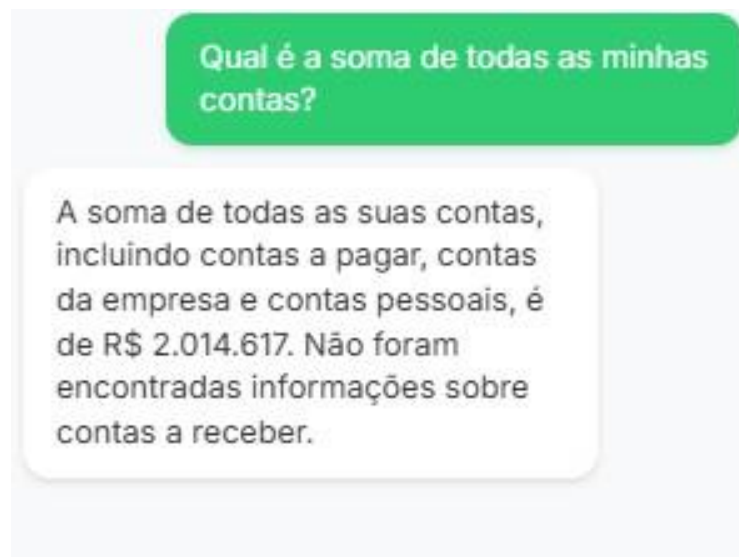 Qual é a soma de todas as minhas
contas?
A soma de todas as suas contas,
incluindo contas a pagar, contas
da empresa e contas pessoais, é
de R$ 2.014.617. Não foram
encontradas informações sobre
contas a receber.